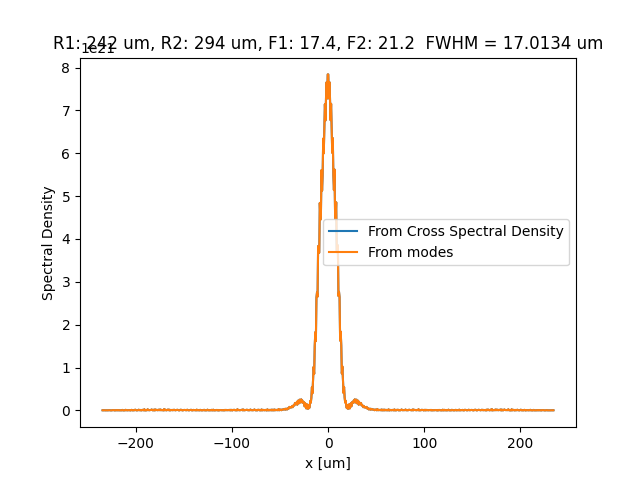 R1: 242 um, R2: 294 um, F1: 17.4, F2: 21.2  FWHM = 17.0134 um
1e21
8
7
6
5
4
3
2
1
0
Spectral Density
From Cross Spectral Density
From modes
−200 −100 0 100 200
x [um]